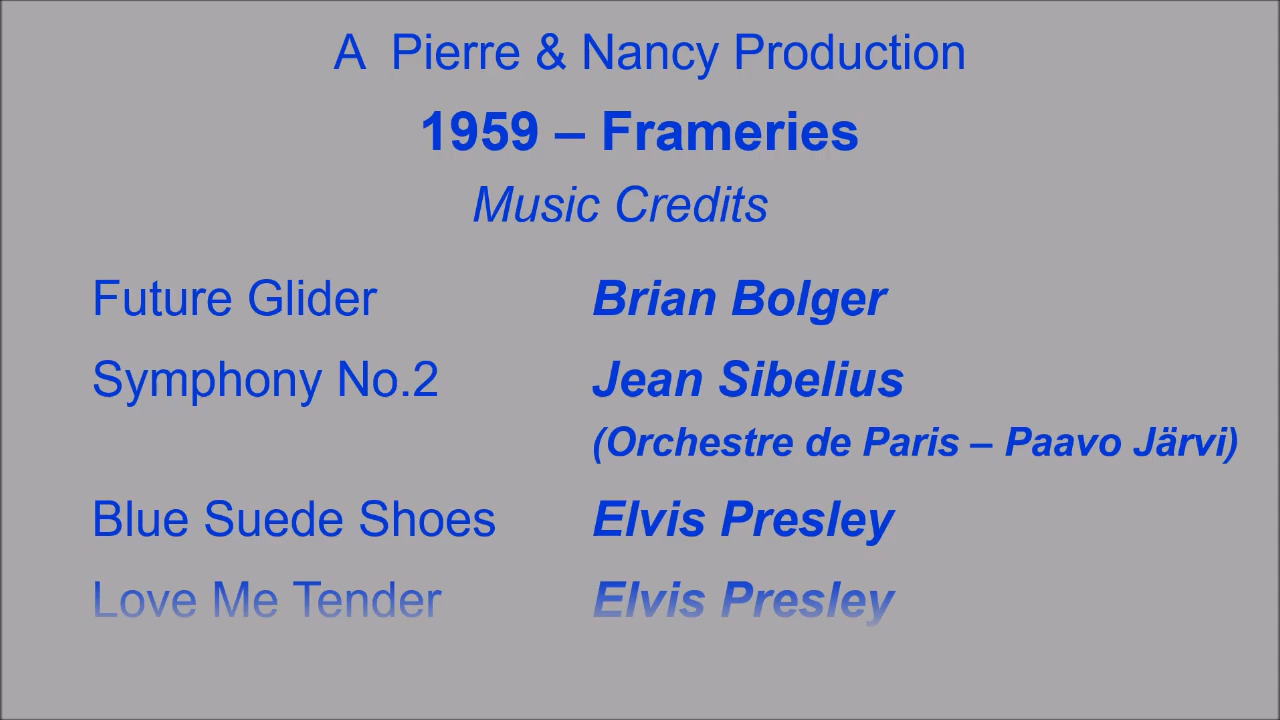 A Pierre & Nancy Production
1959 – Frameries
Music Credits
Future Glider Brian Bolger
Symphony No.2 Jean Sibelius
(Orchestre de Paris – Paavo Järvi)
Blue Suede Shoes Elvis Presley
Love Me Tender Elvis Presley